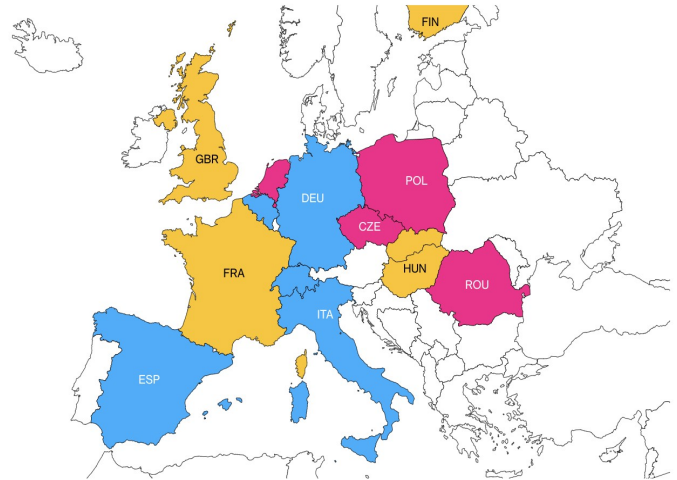 FIN
GBR
POL
DEU
CZE
HUN
FRA
ROU
ITA
ESP